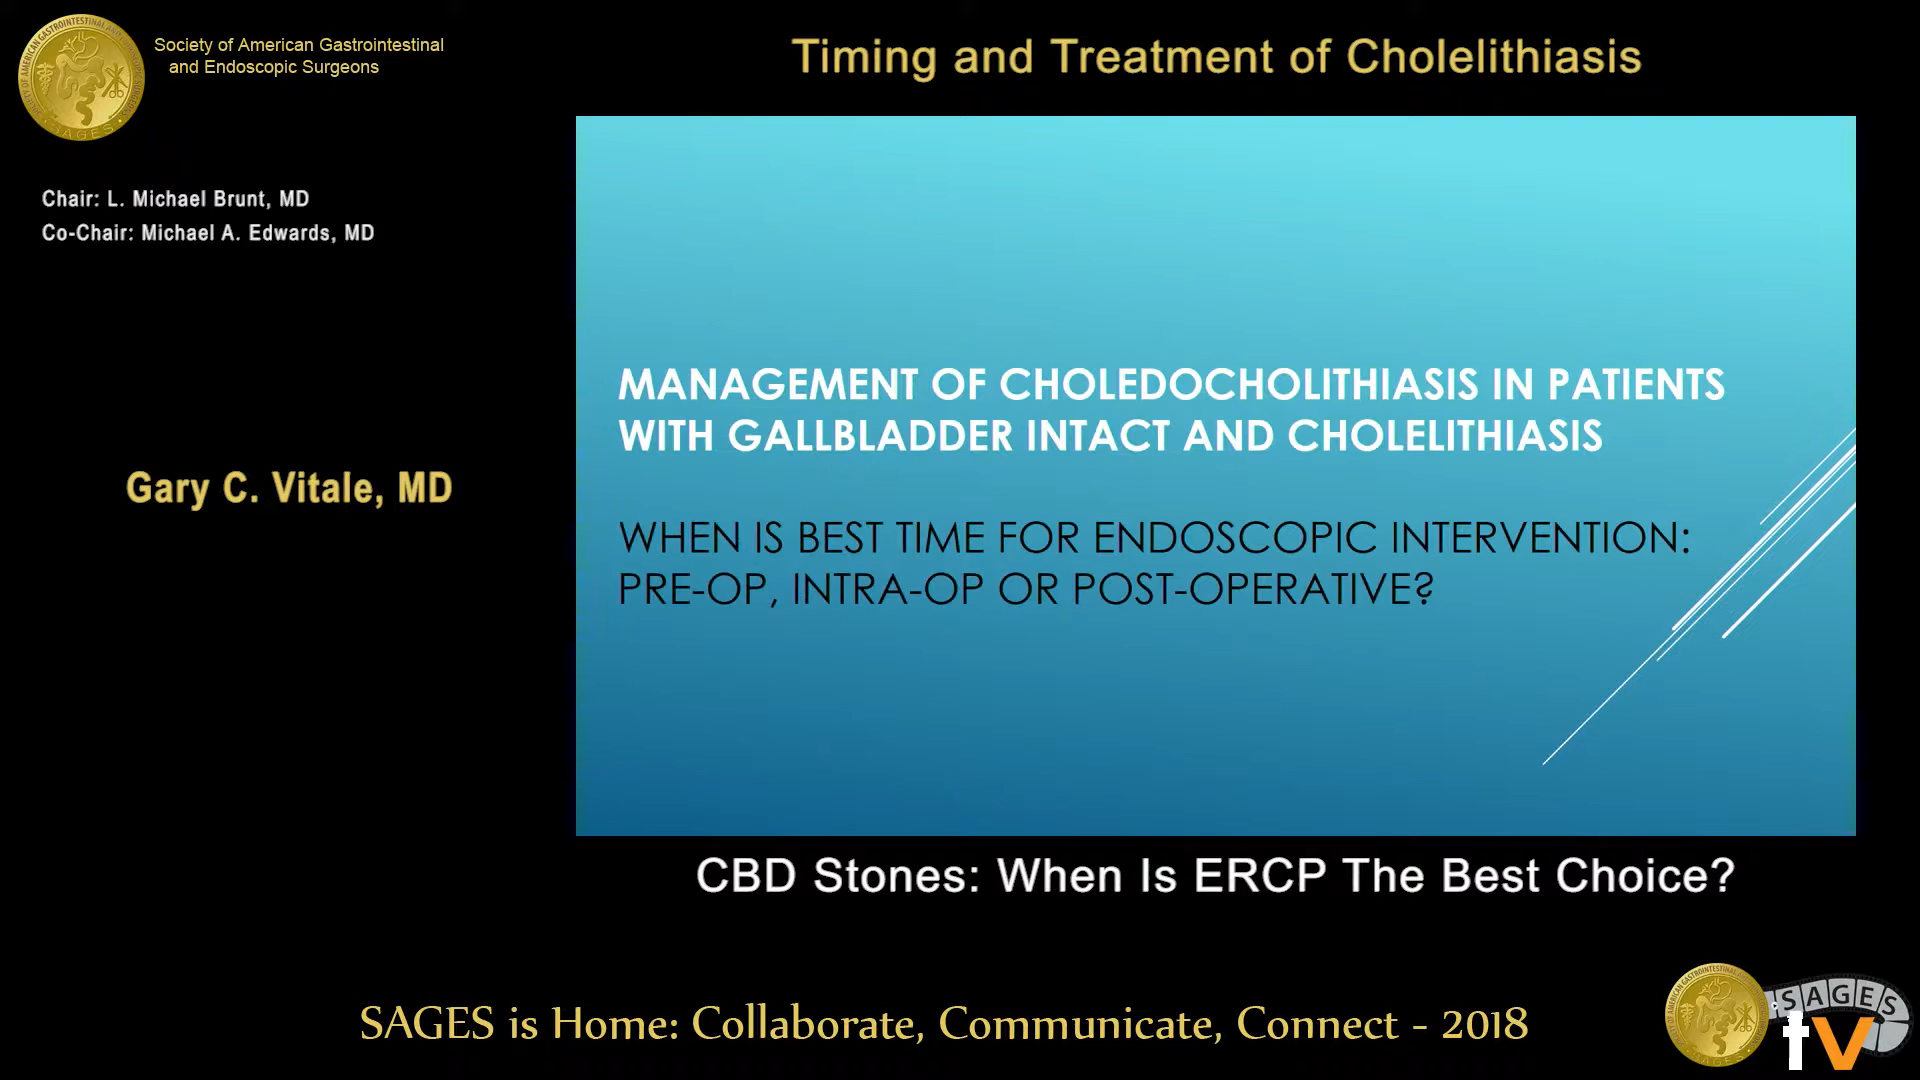 Society of American Gastrointestinal
and Endoscopic Surgeons
Timing and Treatment of Cholelithiasis
Chair: L. Michael Brunt, MD
Co-Chair: Michael A. Edwards, MD
Gary C. Vitale, MD
MANAGEMENT OF CHOLEDOCHOLITHIASIS IN PATIENTS
WITH GALLBLADDER INTACT AND CHOLELITHIASIS
WHEN IS BEST TIME FOR ENDOSCOPIC INTERVENTION:
PRE-OP, INTRA-OP OR POST-OPERATIVE?
CBD Stones: When Is ERCP The Best Choice?
SAGES is Home: Collaborate, Communicate, Connect - 2018
SAGES
tv